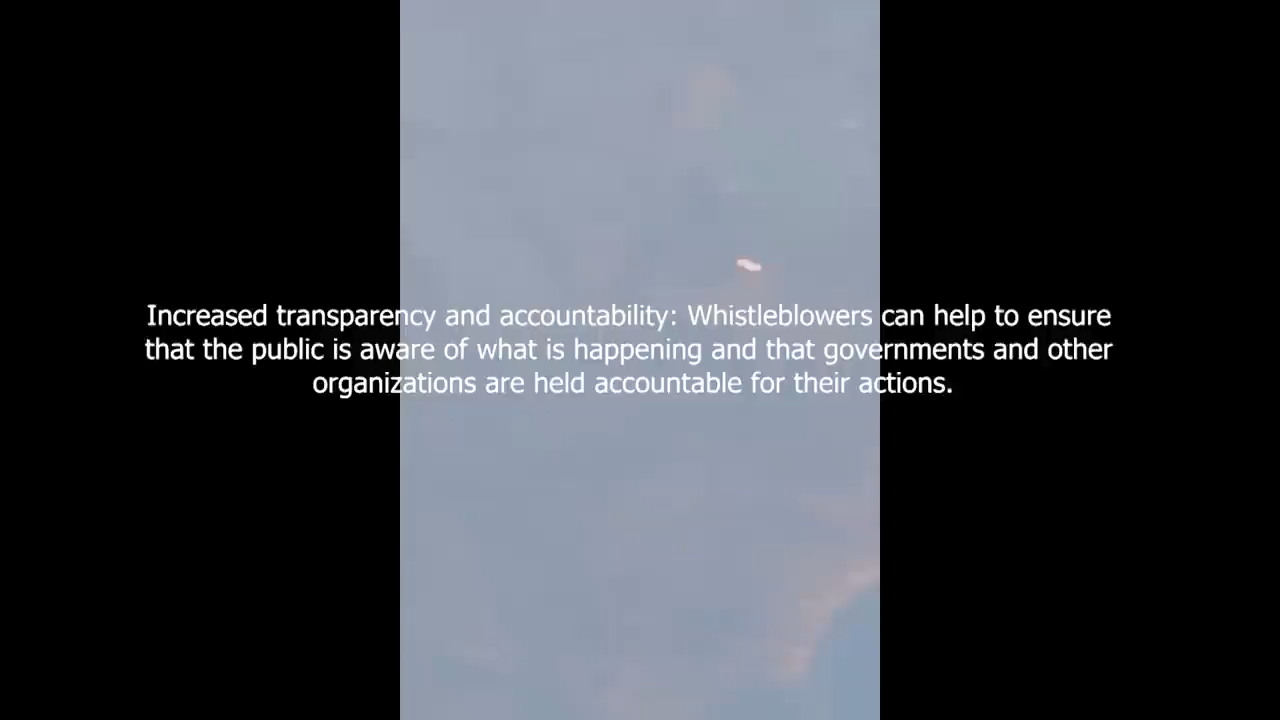 Increased transparency and accountability: Whistleblowers can help to ensure
that the public is aware of what is happening and that governments and other
organizations are held accountable for their actions.